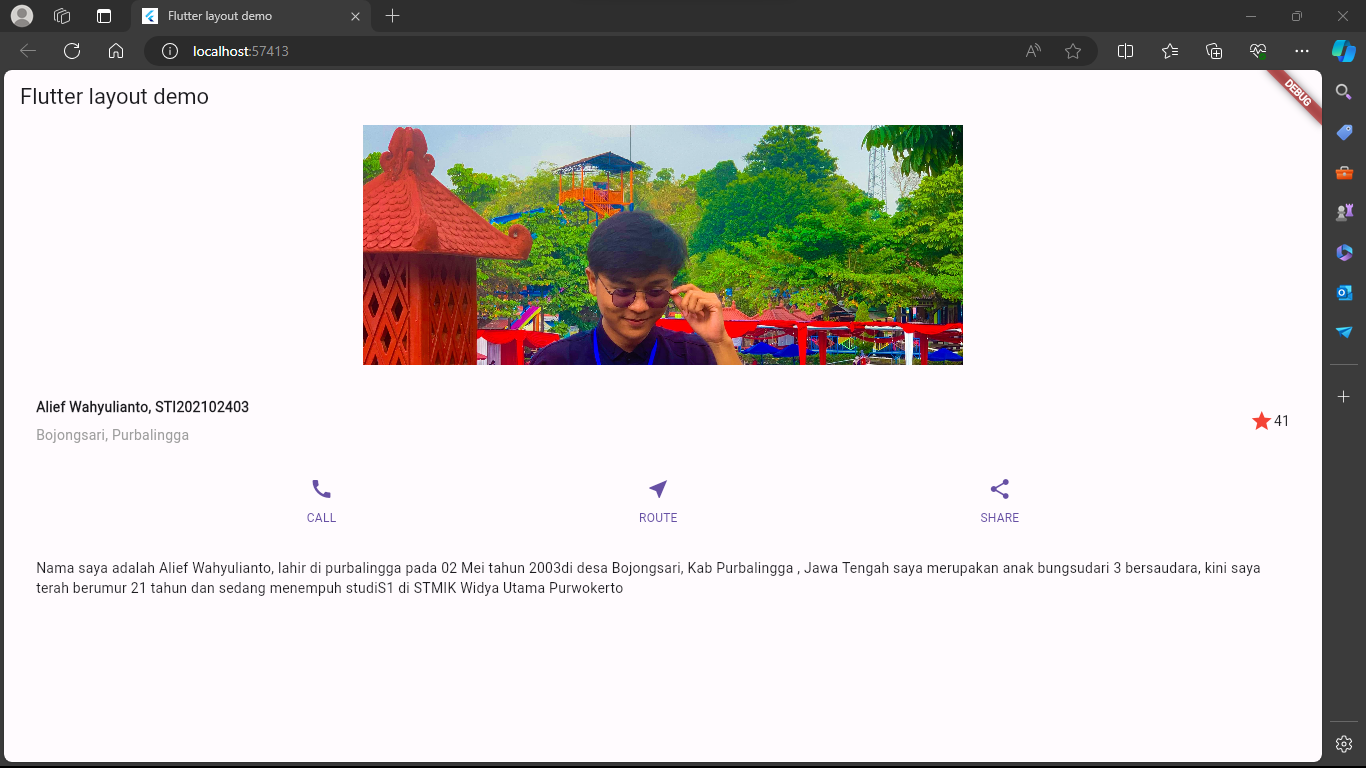 Flutter layout demo
localhost:57413
Flutter layout demo
DEBUG
Alief Wahyulianto, STI202102403
Bojongsari, Purbalingga
41
CALL
ROUTE
SHARE
Nama saya adalah Alief Wahyulianto, lahir di purbalingga pada 02 Mei tahun 2003di desa Bojongsari, Kab Purbalingga , Jawa Tengah saya merupakan anak bungsudari 3 bersaudara, kini saya
terah berumur 21 tahun dan sedang menempuh studiS1 di STMIK Widya Utama Purwokerto